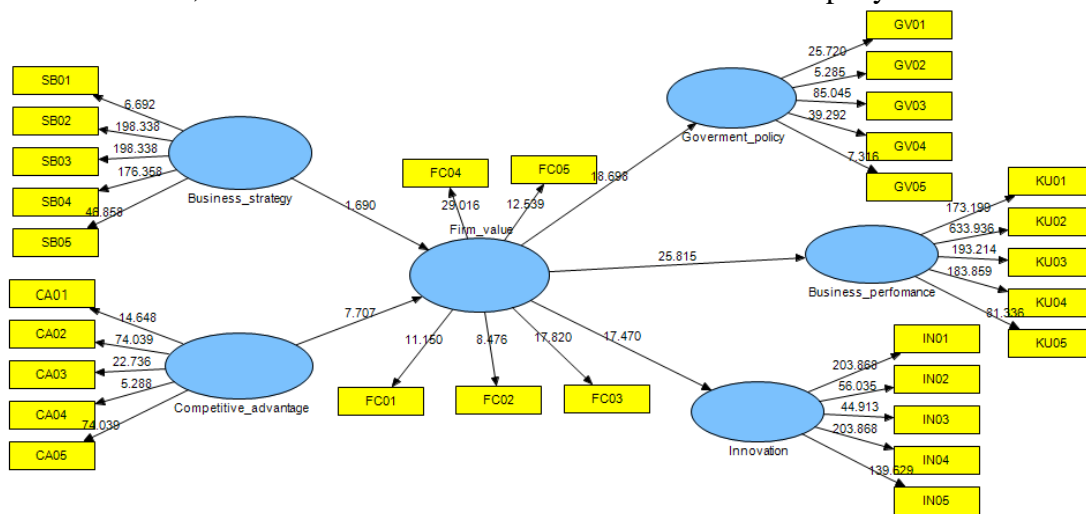 GV01
25.720
GV02
5.285
GV03
85.045
39.292
GV04
Goverment_policy
7.316
GV05
SB01
6.692
SB02
198.338
SB03
198.338
SB04
176.358
46.858
SB05
Business_strategy
1.690
FC04
29.016
FC05
12.539
Firm_value
18.698
25.815
KU01
173.199
KU02
633.936
193.214
KU03
183.859
KU04
81.336
KU05
Business_perfomance
CA01
14.648
CA02
74.039
CA03
22.736
5.288
CA04
74.039
CA05
Competitive_advantage
7.707
11.150
8.476
17.820
17.470
FC01
FC02
FC03
IN01
203.868
56.035
IN02
44.913
IN03
203.868
IN04
139.629
IN05
Innovation